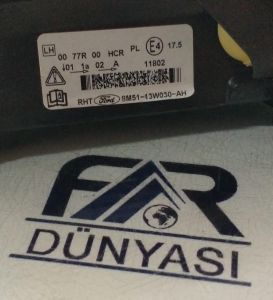 LH 00 77R 00 HCR PL E4 17.5
01 1a 02 A 11802
RHT Ford 8M51-13W030-AH
FAR
DÜNYASI